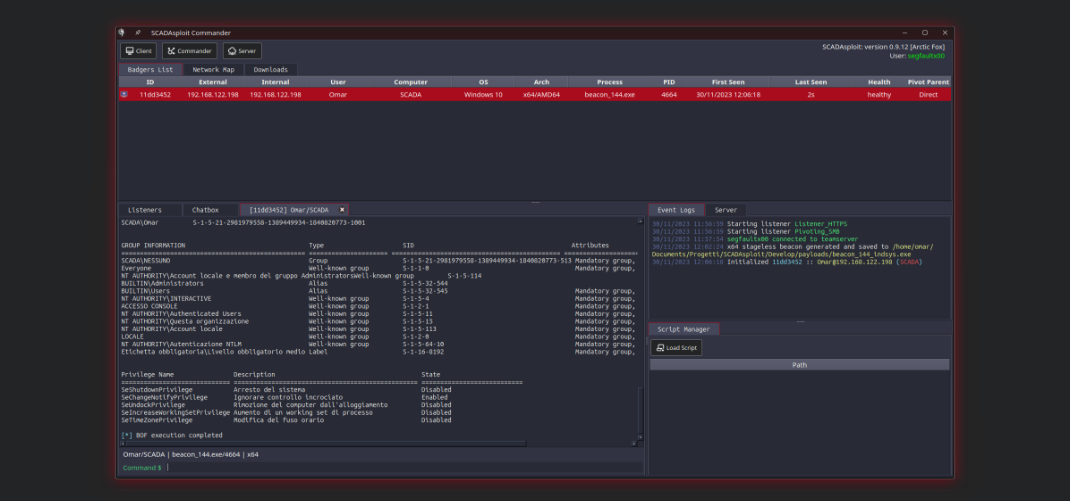 SCADAsploit Commander
Client Commander Server
SCADAsploit: version 0.9.12 [Arctic Fox]
User: segfaultx00
Badgers List Network Map Downloads
ID External Internal User Computer OS Arch Process PID First Seen Last Seen Health Pivot Parent
11dd3452 192.168.122.198 192.168.122.198 Omar SCADA Windows 10 x64/AMD64 beacon_144.exe 4664 30/11/2023 12:06:18 2s healthy Direct
Listeners Chatbox [11dd3452] Omar/SCADA
SCADA\Omar S-1-5-21-2981979558-1389449934-1840820773-1001
GROUP INFORMATION Type SID Attributes
SCADA\NESSUNO Group S-1-5-21-2981979558-1389449934-1840820773-513 Mandatory group,
Everyone Well-known group S-1-1-0 Mandatory group,
NT AUTHORITY\Account locale e membro del gruppo AdministratorsWell-known group S-1-5-114
BUILTIN\Administrators Alias S-1-5-32-544
BUILTIN\Users Alias S-1-5-32-545 Mandatory group,
NT AUTHORITY\INTERACTIVE Well-known group S-1-5-4 Mandatory group,
ACCESSO CONSOLE Well-known group S-1-2-1 Mandatory group,
NT AUTHORITY\Authenticated Users Well-known group S-1-5-11 Mandatory group,
NT AUTHORITY\Questa organizzazione Well-known group S-1-5-15 Mandatory group,
NT AUTHORITY\Account locale Well-known group S-1-5-113 Mandatory group,
LOCALE Well-known group S-1-2-0 Mandatory group,
NT AUTHORITY\Autenticazione NTLM Well-known group S-1-5-64-10 Mandatory group,
Etichetta obbligatoria\Livello obbligatorio medio Label S-1-16-8192 Mandatory group,
Privilege Name Description State
SeShutdownPrivilege Arresto del sistema Disabled
SeChangeNotifyPrivilege Ignorare controllo incrociato Enabled
SeUndockPrivilege Rimozione del computer dall'alloggiamento Disabled
SeIncreaseWorkingSetPrivilege Aumento di un working set di processo Disabled
SeTimeZonePrivilege Modifica del fuso orario Disabled
[*] BOF execution completed
Omar/SCADA | beacon_144.exe/4664 | x64
Command $
Event Logs Server
30/11/2023 11:56:59 Starting listener Listener_HTTPS
30/11/2023 11:56:59 Starting listener Pivoting_SMB
30/11/2023 11:57:54 segfaultx00 connected to teamserver
30/11/2023 12:02:24 x64 stageless beacon generated and saved to /home/omar/
Documents/Progetti/SCADAsploit/Develop/payloads/beacon_144_indsys.exe
30/11/2023 12:06:18 Initialized 11dd3452 :: Omar@192.168.122.198 (SCADA)
Script Manager
Load Script
Path